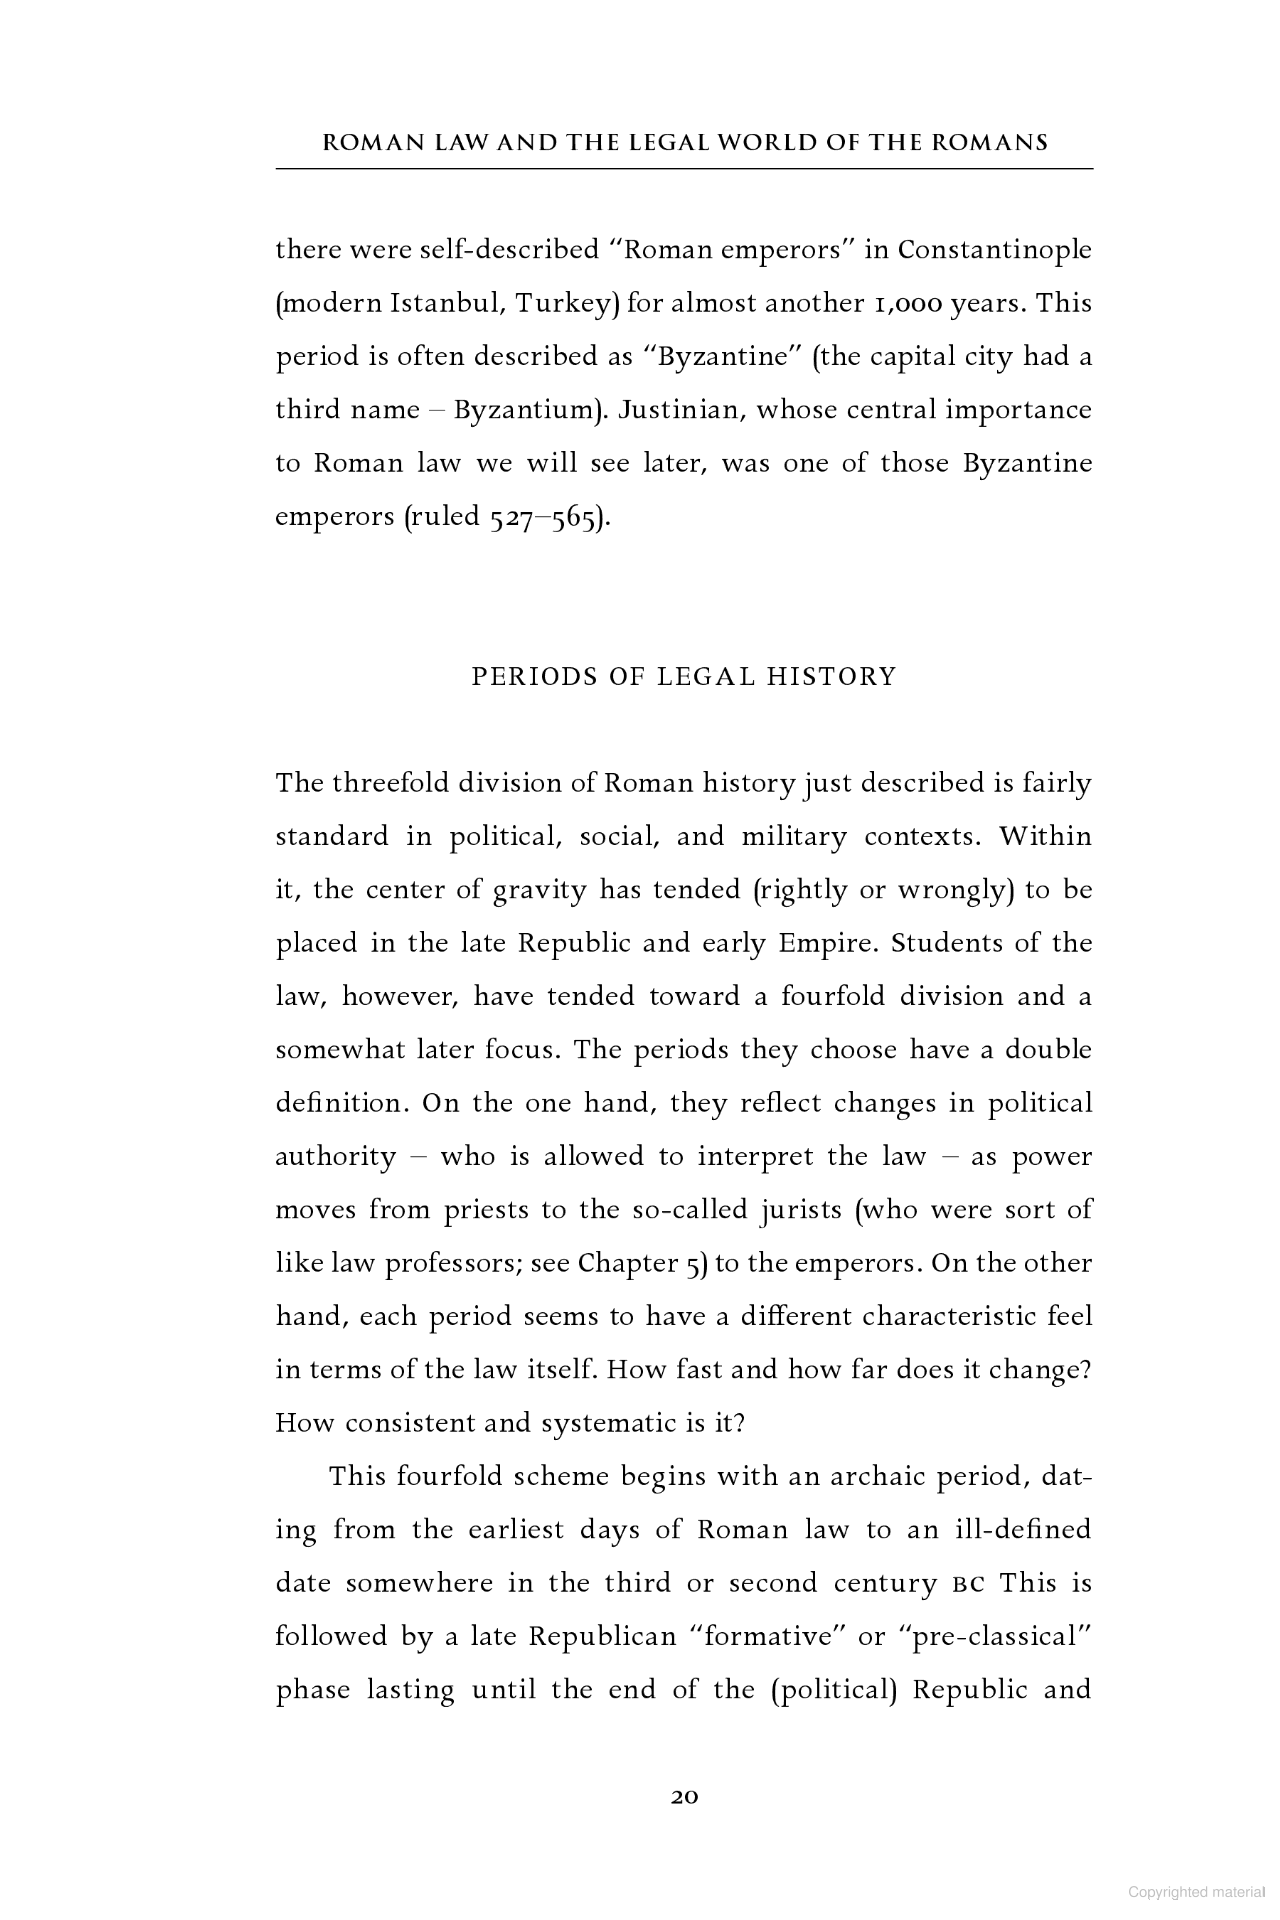 ROMAN LAW AND THE LEGAL WORLD OF THE ROMANS
there were self-described “Roman emperors” in Constantinople
(modern Istanbul, Turkey) for almost another 1,000 years. This
period is often described as “Byzantine” (the capital city had a
third name – Byzantium). Justinian, whose central importance
to Roman law we will see later, was one of those Byzantine
emperors (ruled 527–565).
PERIODS OF LEGAL HISTORY
The threefold division of Roman history just described is fairly
standard in political, social, and military contexts. Within
it, the center of gravity has tended (rightly or wrongly) to be
placed in the late Republic and early Empire. Students of the
law, however, have tended toward a fourfold division and a
somewhat later focus. The periods they choose have a double
definition. On the one hand, they reflect changes in political
authority – who is allowed to interpret the law – as power
moves from priests to the so-called jurists (who were sort of
like law professors; see Chapter 5) to the emperors. On the other
hand, each period seems to have a different characteristic feel
in terms of the law itself. How fast and how far does it change?
How consistent and systematic is it?
This fourfold scheme begins with an archaic period, dat-
ing from the earliest days of Roman law to an ill-defined
date somewhere in the third or second century BC This is
followed by a late Republican “formative” or “pre-classical”
phase lasting until the end of the (political) Republic and
20
Copyrighted material